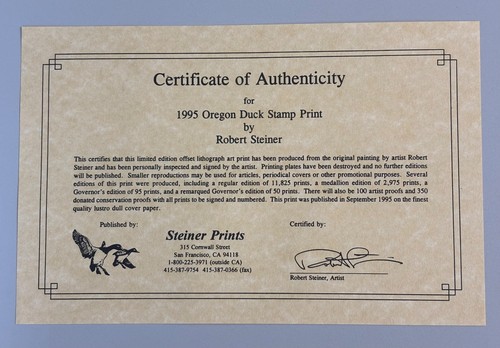 Certificate of Authenticity
for
1995 Oregon Duck Stamp Print
by
Robert Steiner
This certifies that this limited edition offset lithograph art print has been produced from the original painting by artist Robert
Steiner and has been personally inspected and signed by the artist. Printing plates have been destroyed and no further editions
will be published. Smaller reproductions may be used for articles, periodical covers or other promotional purposes. Several
editions of this print were produced, including a regular edition of 11,825 prints, a medallion edition of 2,975 prints, a
Governor's edition of 95 prints, and a remarqued Governor's edition of 50 prints. There will also be 100 artist proofs and 350
donated conservation proofs with all prints to be signed and numbered. This print was published in September 1995 on the finest
quality lustro dull cover paper.
Published by:
Steiner Prints
315 Cornwall Street
San Francisco, CA 94118
1-800-225-3971 (outside CA)
415-387-9754 415-387-0366 (fax)
Certified by:
Robert Steiner, Artist